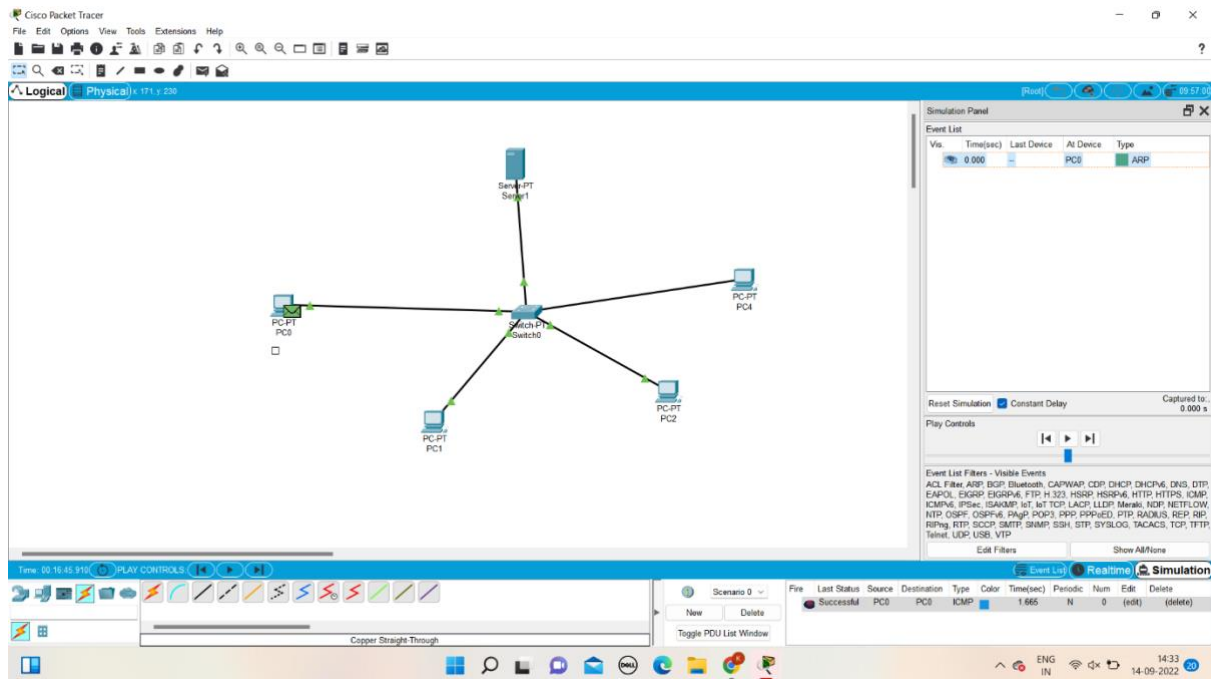 Cisco Packet Tracer
File Edit Options View Tools Extensions Help
?
Logical Physical x: 171, y: 230
[Root] 09:57:00
Server-PT
Server1
PC-PT
PC4
PC-PT
PC0
Switch-PT
Switch0
PC-PT
PC2
PC-PT
PC1
Simulation Panel
Event List
Vis. Time(sec) Last Device At Device Type
0.000 -- PC0 ARP
Reset Simulation Constant Delay
Captured to:
0.000 s
Play Controls
Event List Filters - Visible Events
ACL Filter, ARP, BGP, Bluetooth, CAPWAP, CDP, DHCP, DHCPv6, DNS, DTP,
EAPOL, EIGRP, EIGRPv6, FTP, H.323, HSRP, HSRPv6, HTTP, HTTPS, ICMP,
ICMPv6, IPSec, ISAKMP, IoT, IoT TCP, LACP, LLDP, Meraki, NDP, NETFLOW,
NTP, OSPF, OSPFv6, PAgP, POP3, PPP, PPPoED, PTP, RADIUS, REP, RIP,
RIPng, RTP, SCCP, SMTP, SNMP, SSH, STP, SYSLOG, TACACS, TCP, TFTP,
Telnet, UDP, USB, VTP
Edit Filters Show All/None
Time: 00:16:45.910 PLAY CONTROLS: Event List Realtime Simulation
Scenario 0
New Delete
Toggle PDU List Window
Fire Last Status Source Destination Type Color Time(sec) Periodic Num Edit Delete
Successful PC0 PC0 ICMP 1.665 N 0 (edit) (delete)
Copper Straight-Through
DELL
ENG
IN
14:33
14-09-2022
20